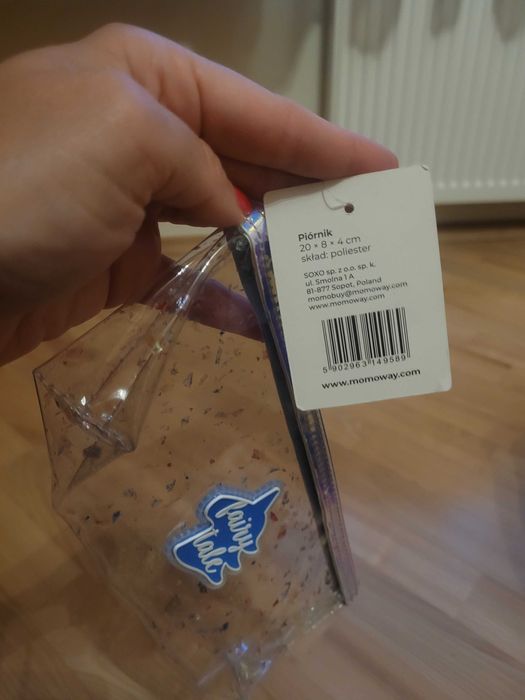 Piórnik
20 × 8 × 4 cm
skład: poliester
SOXO sp. z o.o. sp. k.
ul. Smolna 1 A
81-877 Sopot, Poland
momobuy@momoway.com
www.momoway.com
5 902963 149589
www.momoway.com
fairy
tale